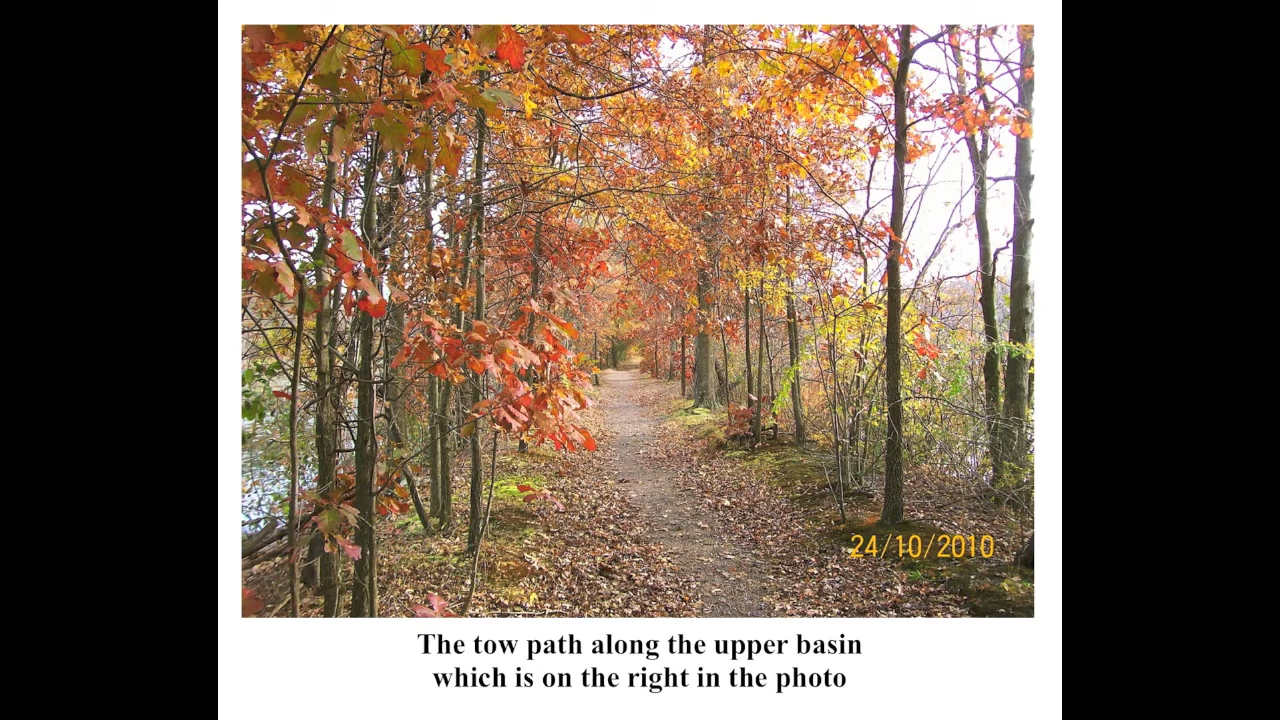 24/10/2010
The tow path along the upper basin
which is on the right in the photo